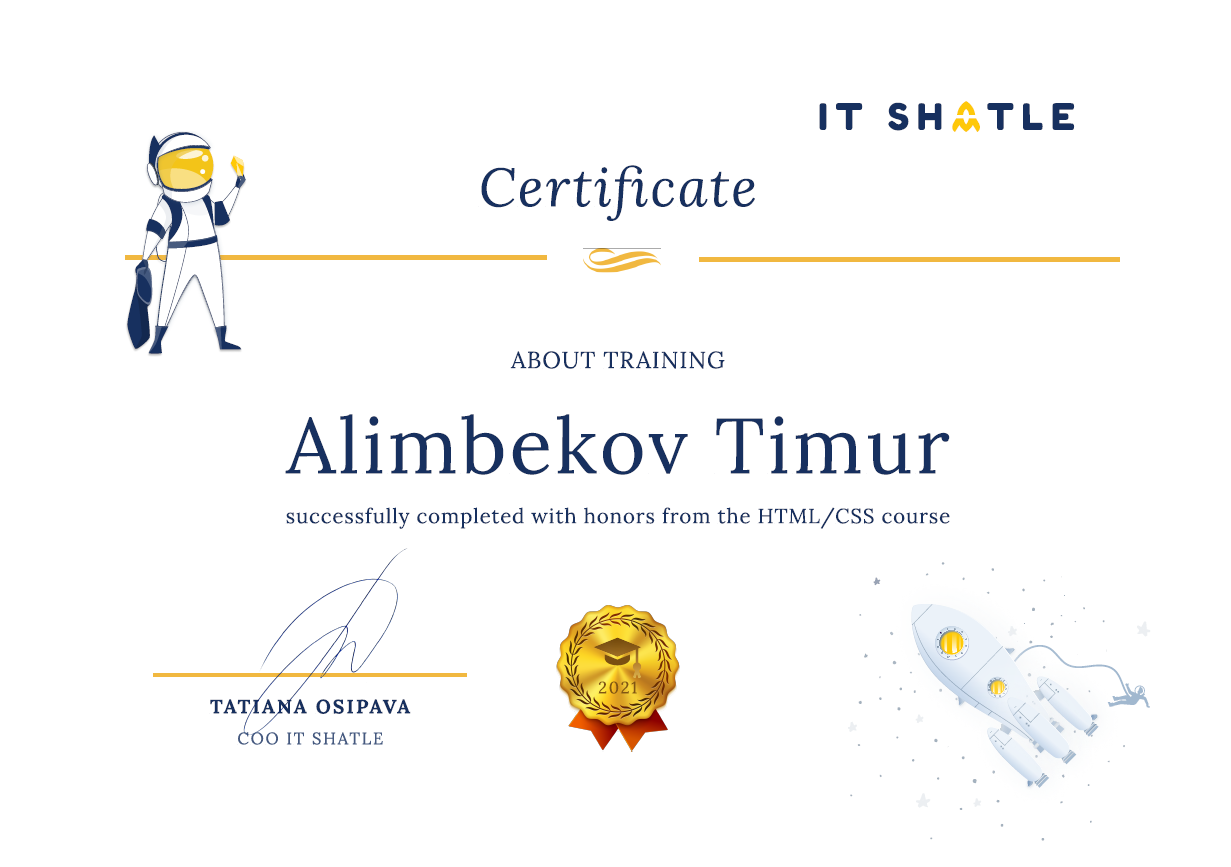 IT SHATLE
Certificate
ABOUT TRAINING
Alimbekov Timur
successfully completed with honors from the HTML/CSS course
2021
TATIANA OSIPAVA
COO IT SHATLE